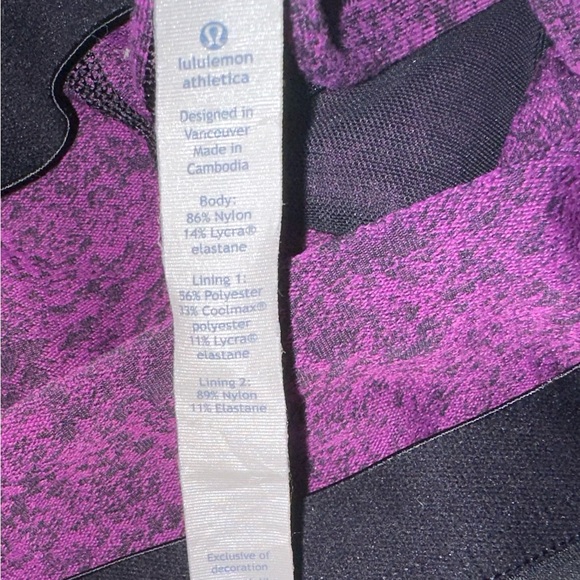 lululemon
athletica
Designed in
Vancouver
Made in
Cambodia
Body:
86% Nylon
14% Lycra®
elastane
Lining 1:
56% Polyester
33% Coolmax®
polyester
11% Lycra®
elastane
Lining 2:
89% Nylon
11% Elastane
Exclusive of
decoration